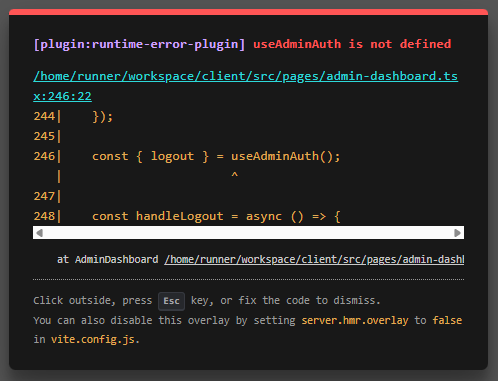 [plugin:runtime-error-plugin] useAdminAuth is not defined
/home/runner/workspace/client/src/pages/admin-dashboard.ts
x:246:22
244|    });
245|
246|    const { logout } = useAdminAuth();
   |                       ^
247|
248|    const handleLogout = async () => {
at AdminDashboard /home/runner/workspace/client/src/pages/admin-dash
Click outside, press Esc key, or fix the code to dismiss.
You can also disable this overlay by setting server.hmr.overlay to false
in vite.config.js.